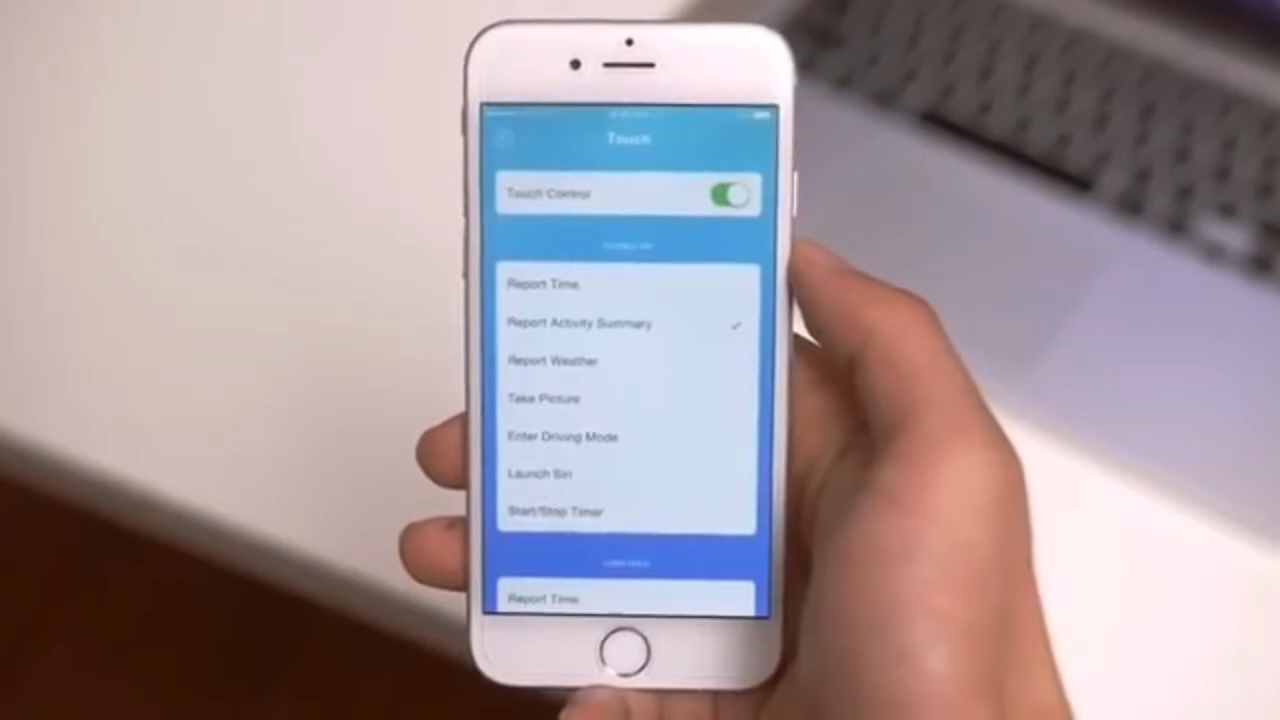 Touch
Touch Control
Report Time
Report Activity Summary
Report Weather
Take Picture
Enter Driving Mode
Launch Siri
Start/Stop Timer
Report Time